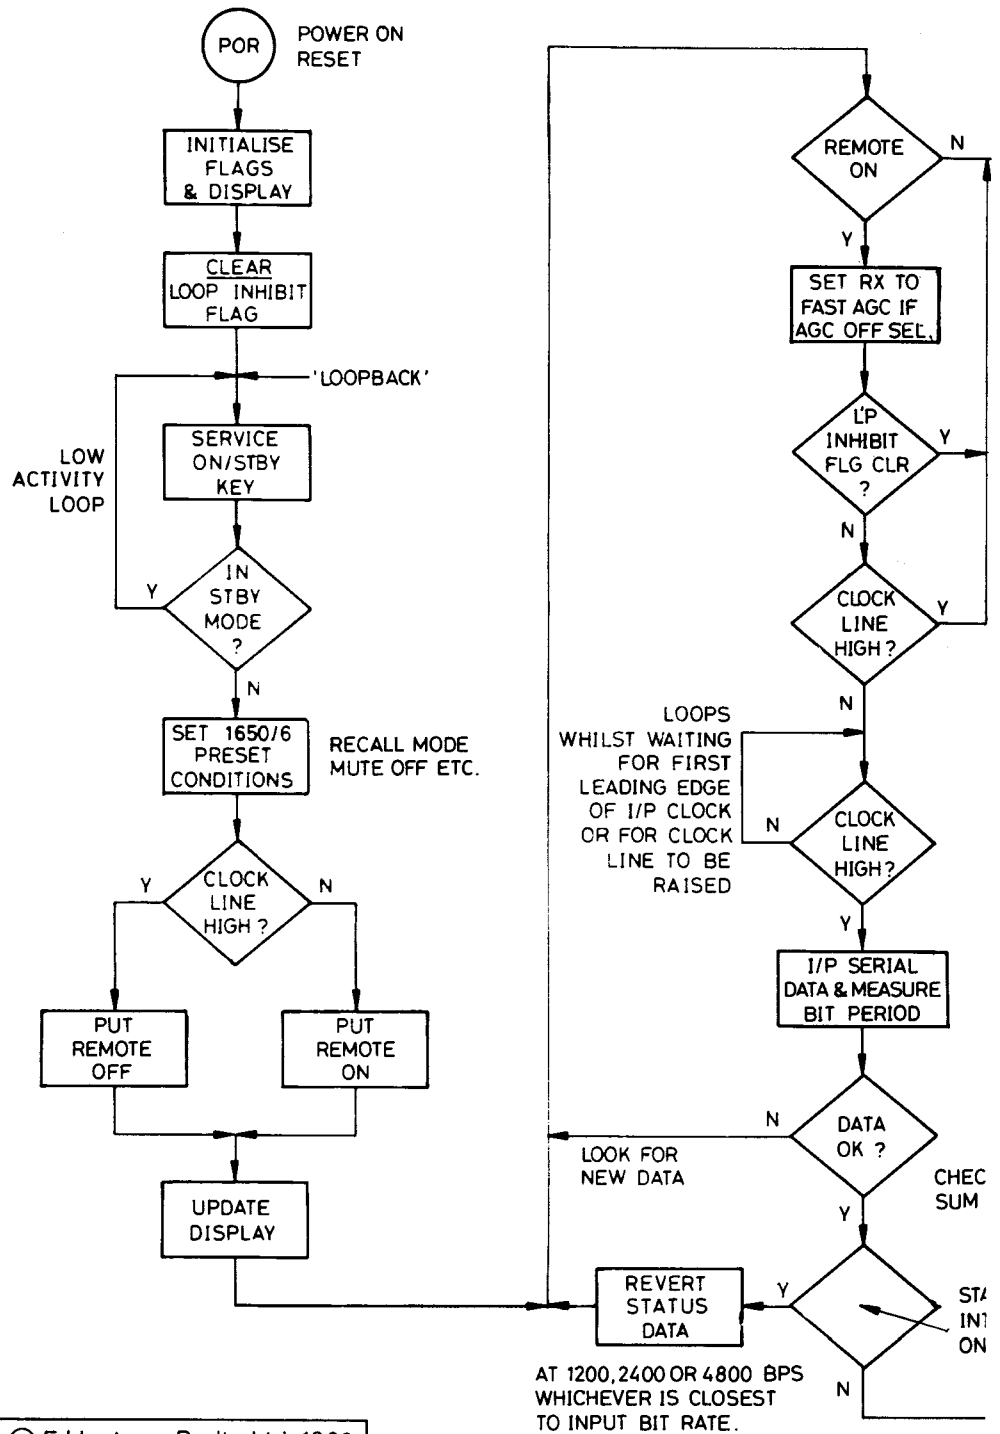 POR
POWER ON
RESET
INITIALISE
FLAGS
& DISPLAY
CLEAR
LOOP INHIBIT
FLAG
'LOOPBACK'
LOW
ACTIVITY
LOOP
SERVICE
ON/STBY
KEY
IN
STBY
MODE
?
Y
N
SET 1650/6
PRESET
CONDITIONS
RECALL MODE
MUTE OFF ETC.
CLOCK
LINE
HIGH ?
Y
N
PUT
REMOTE
OFF
PUT
REMOTE
ON
UPDATE
DISPLAY
REMOTE
ON
N
Y
SET RX TO
FAST AGC IF
AGC OFF SEL.
L'P
INHIBIT
FLG CLR
?
Y
N
CLOCK
LINE
HIGH ?
Y
N
LOOPS
WHILST WAITING
FOR FIRST
LEADING EDGE
OF I/P CLOCK
OR FOR CLOCK
LINE TO BE
RAISED
CLOCK
LINE
HIGH?
N
Y
I/P SERIAL
DATA & MEASURE
BIT PERIOD
DATA
OK ?
N
Y
LOOK FOR
NEW DATA
CHEC
SUM
REVERT
STATUS
DATA
Y
N
STA
INT
ON
AT 1200, 2400 OR 4800 BPS
WHICHEVER IS CLOSEST
TO INPUT BIT RATE.